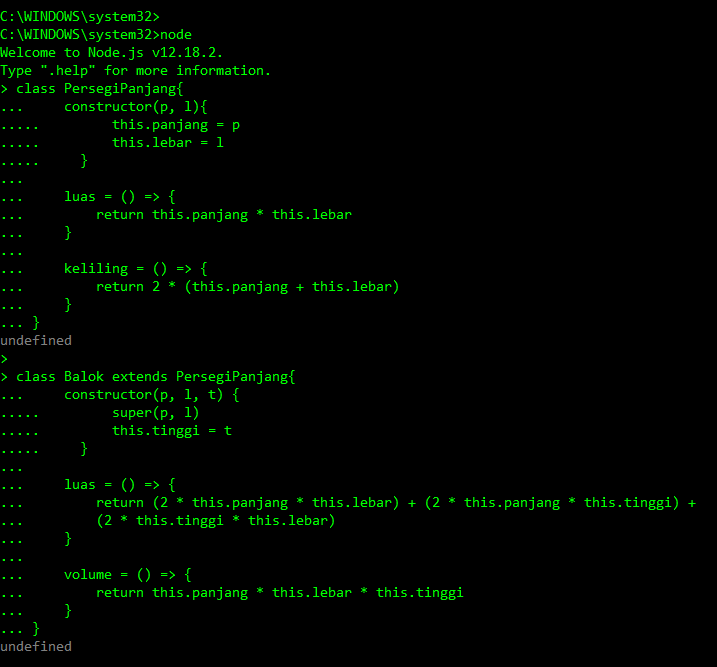 C:\WINDOWS\system32>
C:\WINDOWS\system32>node
Welcome to Node.js v12.18.2.
Type ".help" for more information.
> class PersegiPanjang{
...     constructor(p, l){
.....         this.panjang = p
.....         this.lebar = l
.....     }
...
...     luas = () => {
...         return this.panjang * this.lebar
...     }
...
...     keliling = () => {
...         return 2 * (this.panjang + this.lebar)
...     }
... }
undefined
>
> class Balok extends PersegiPanjang{
...     constructor(p, l, t) {
.....         super(p, l)
.....         this.tinggi = t
.....     }
...
...     luas = () => {
...         return (2 * this.panjang * this.lebar) + (2 * this.panjang * this.tinggi) +
...         (2 * this.tinggi * this.lebar)
...     }
...
...     volume = () => {
...         return this.panjang * this.lebar * this.tinggi
...     }
... }
undefined